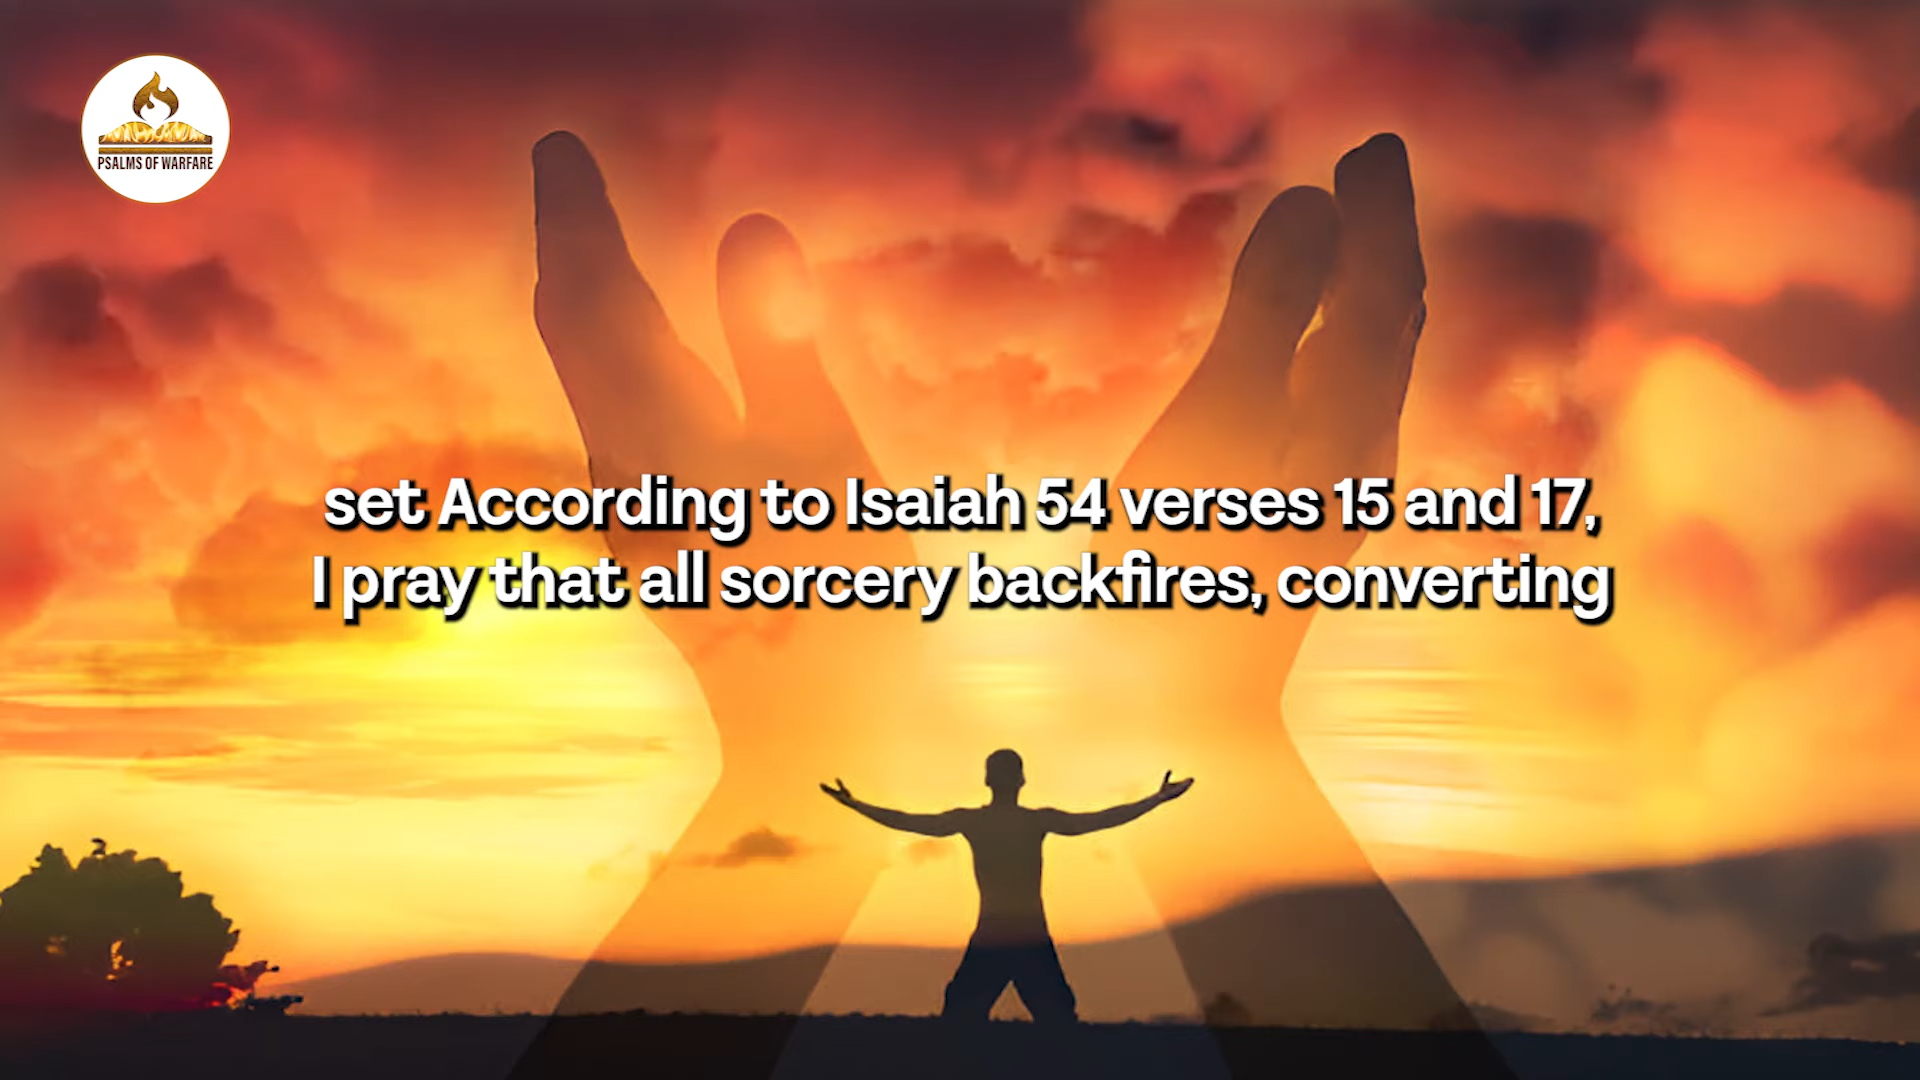 PSALMS OF WARFARE
set According to Isaiah 54 verses 15 and 17,
I pray that all sorcery backfires, converting